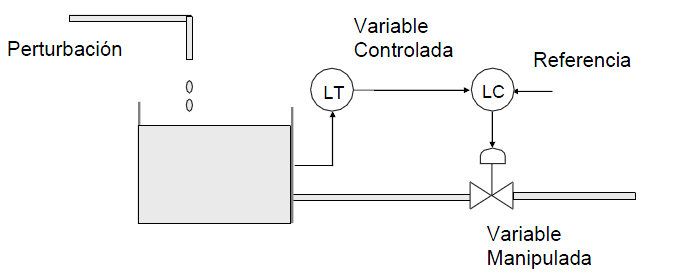 Variable
Controlada
Perturbación
Referencia
LT
LC
Variable
Manipulada